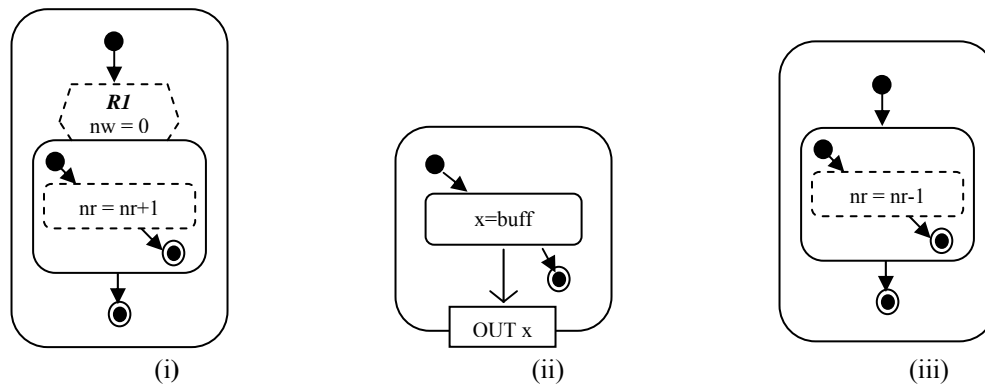 R1
nw = 0
nr = nr+1
(i)
x=buff
OUT x
(ii)
nr = nr-1
(iii)